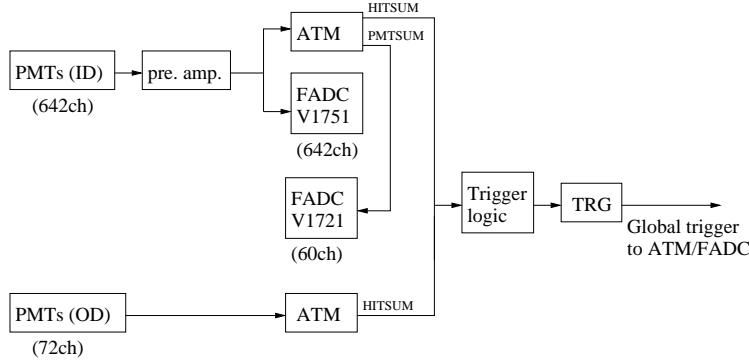 HITSUM
ATM
PMTSUM
PMTs (ID)
pre. amp.
(642ch)
FADC
V1751
(642ch)
FADC
V1721
(60ch)
Trigger
logic
TRG
Global trigger
to ATM/FADC
PMTs (OD)
ATM
HITSUM
(72ch)